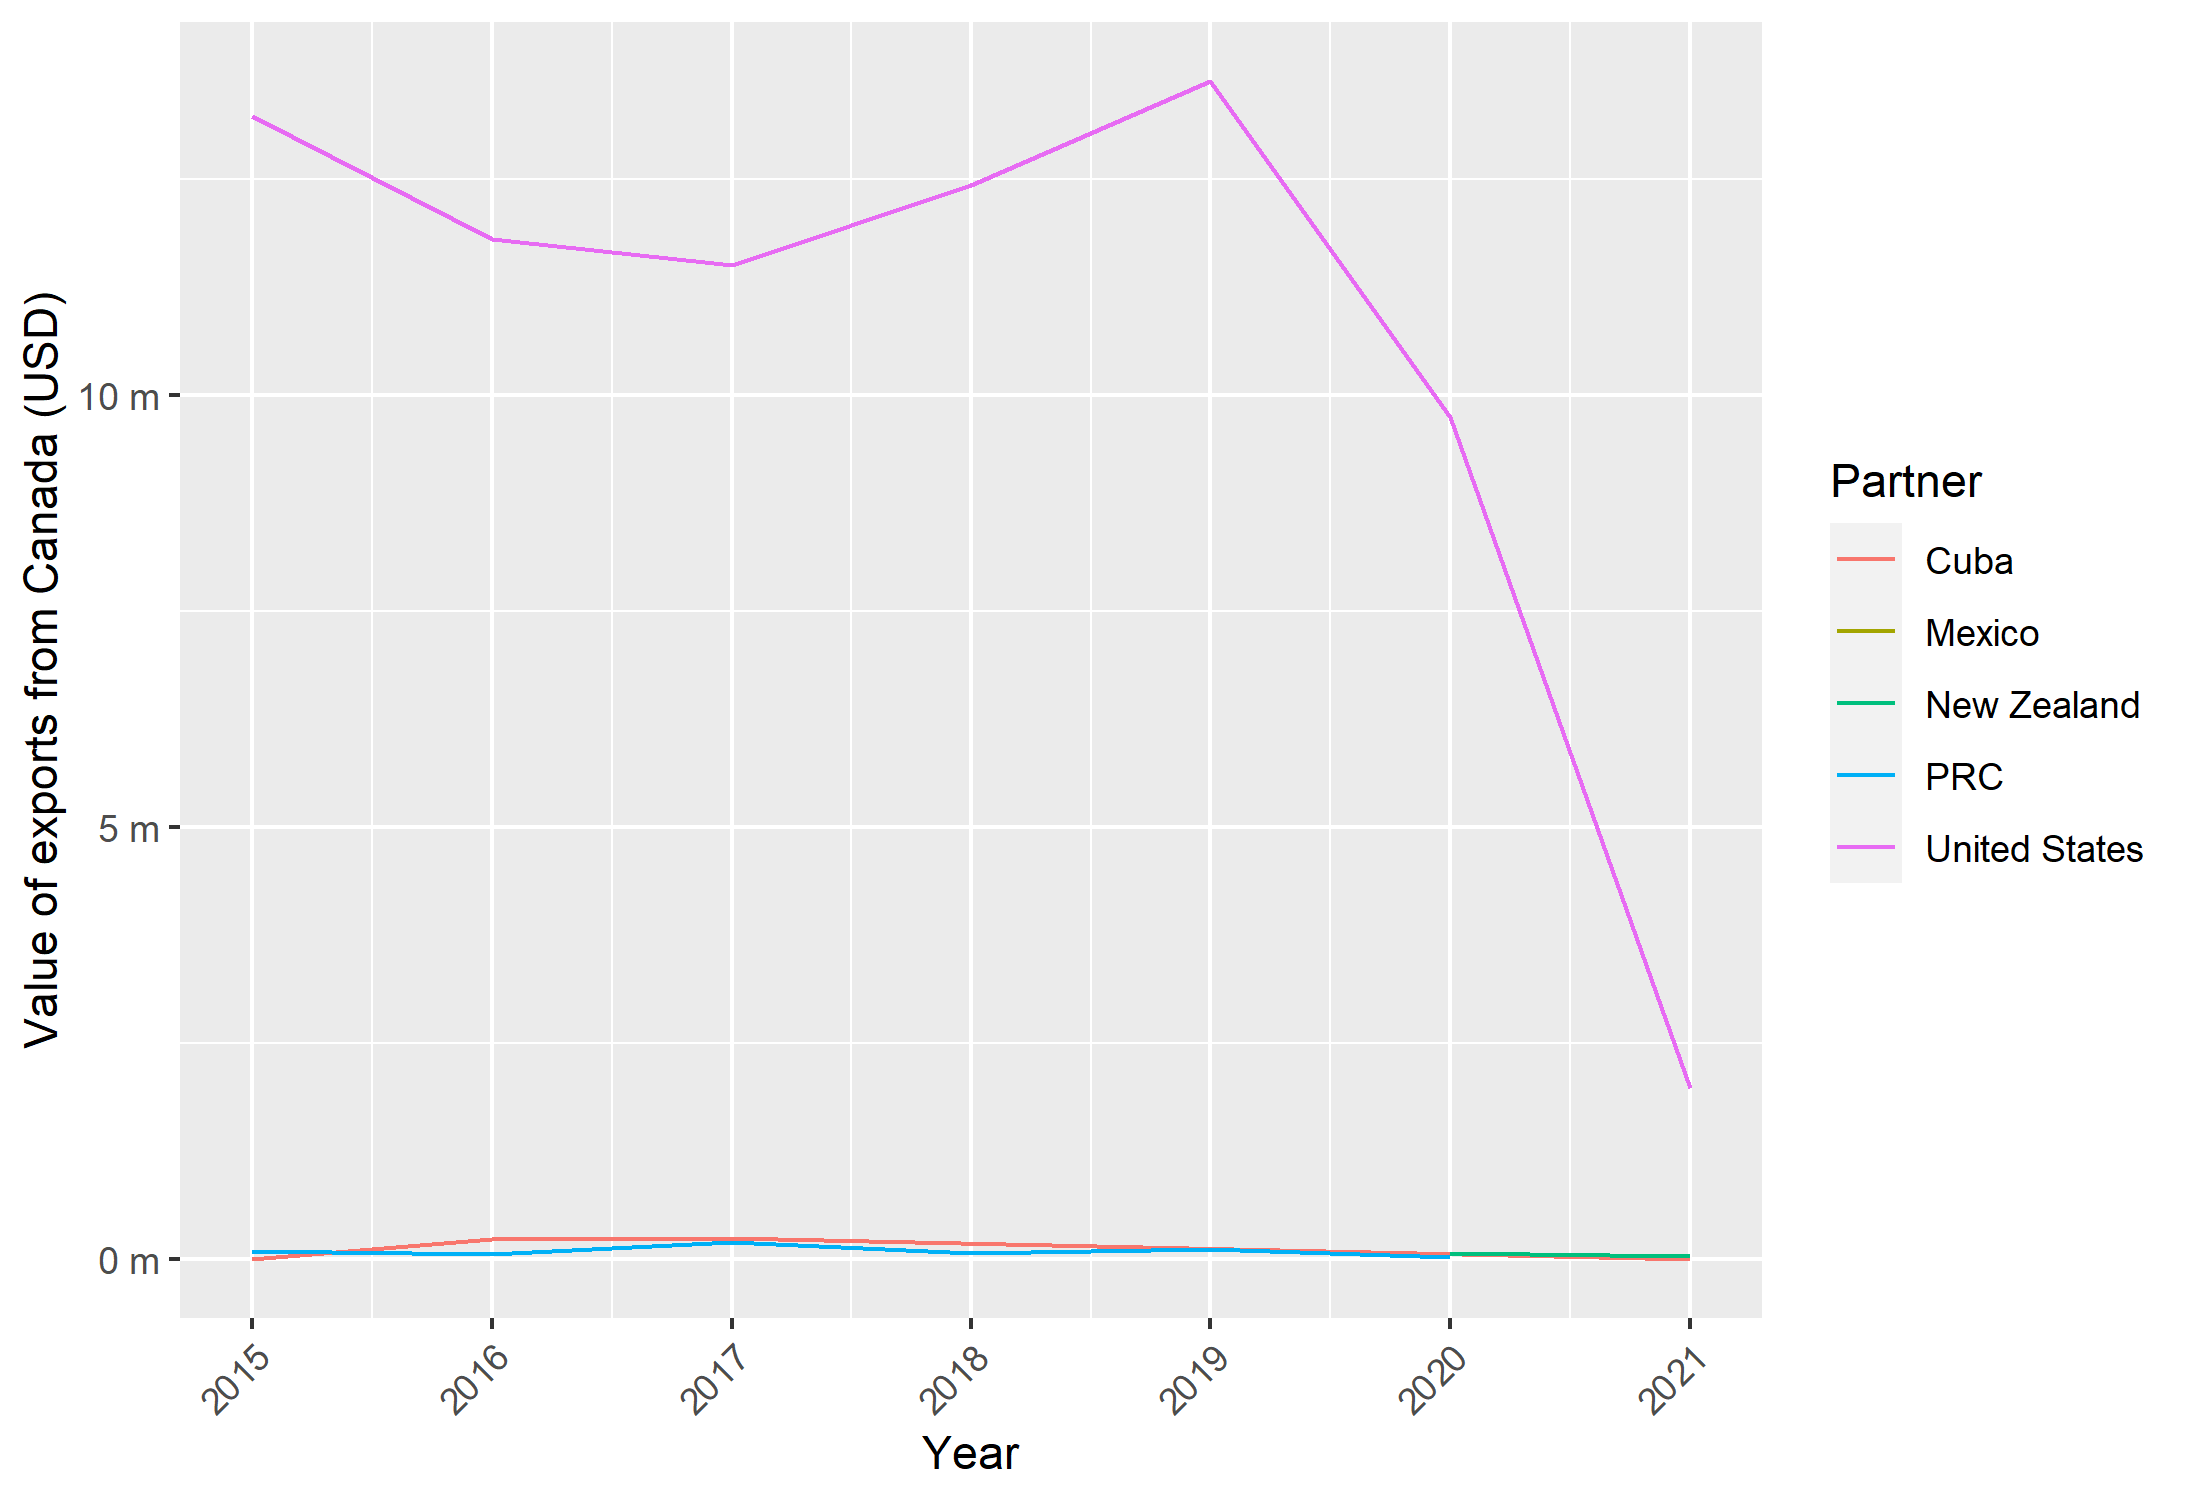 Value of exports from Canada (USD)
10 m
5 m
0 m
2015
2016
2017
2018
2019
2020
2021
Year
Partner
Cuba
Mexico
New Zealand
PRC
United States